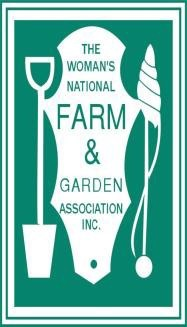 THE
WOMAN'S
NATIONAL
FARM
&
GARDEN
ASSOCIATION
INC.